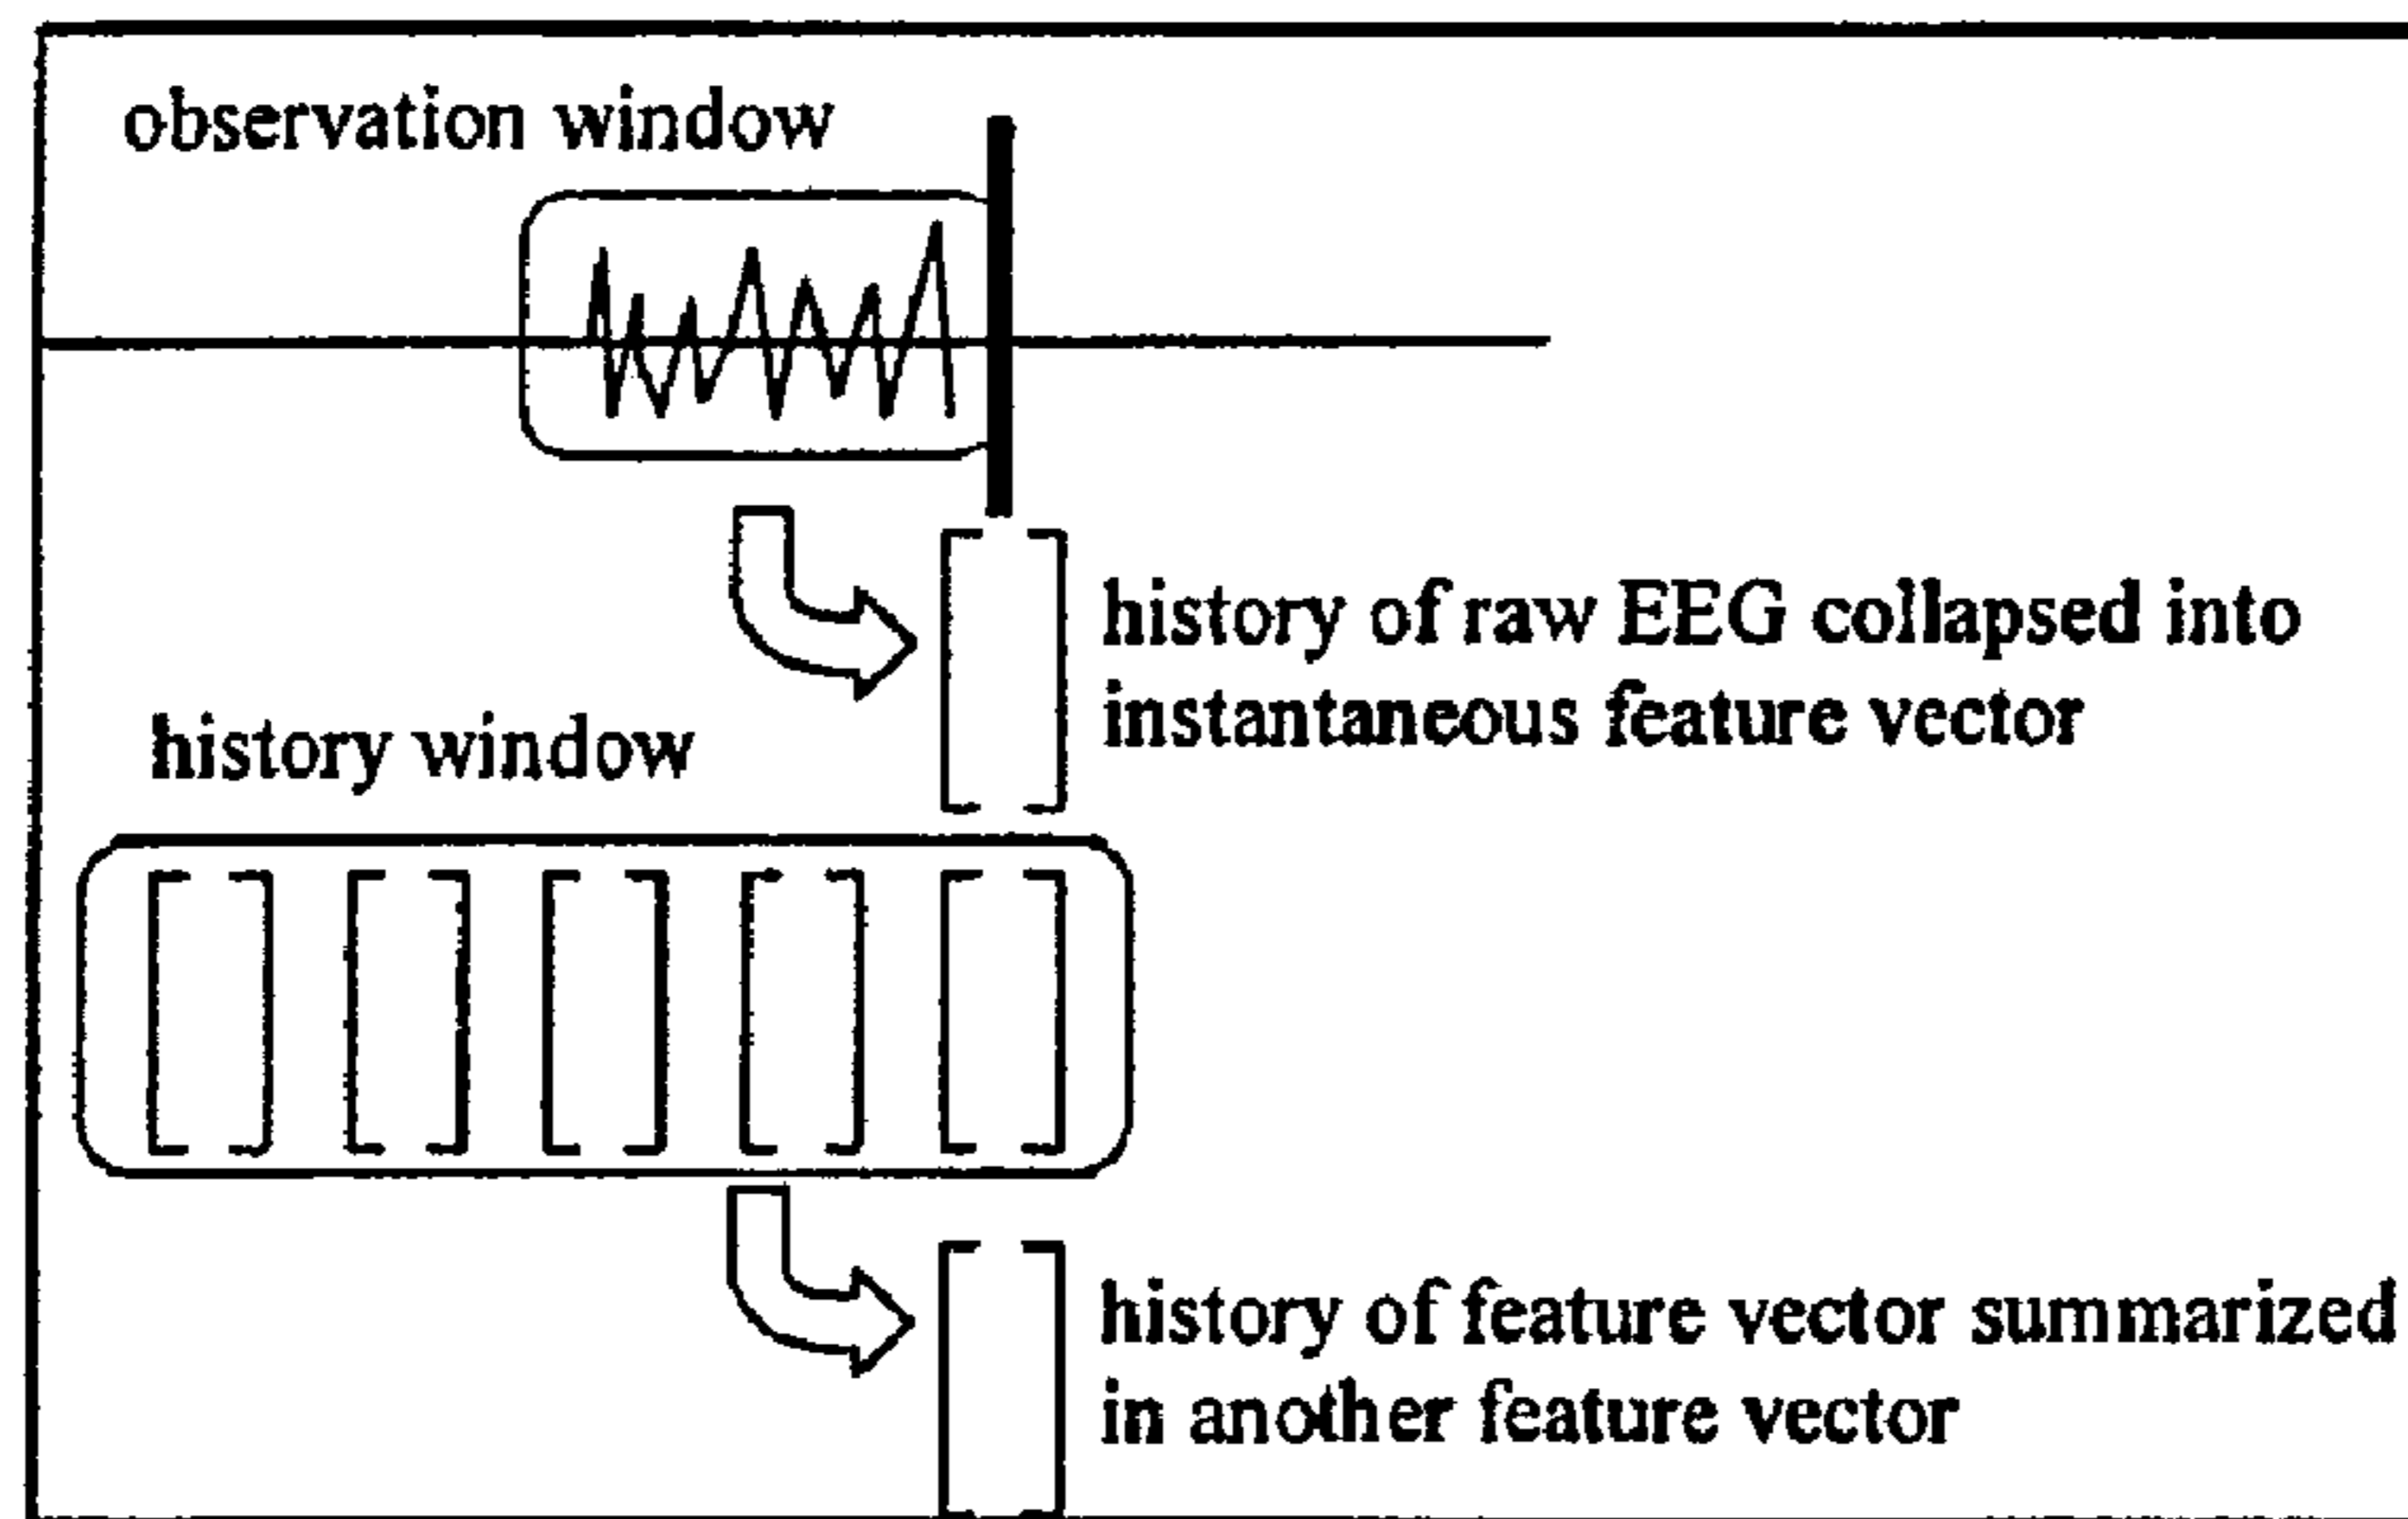 observation window
history of raw EEG collapsed into
instantaneous feature vector
history window
history of feature vector summarized
in another feature vector